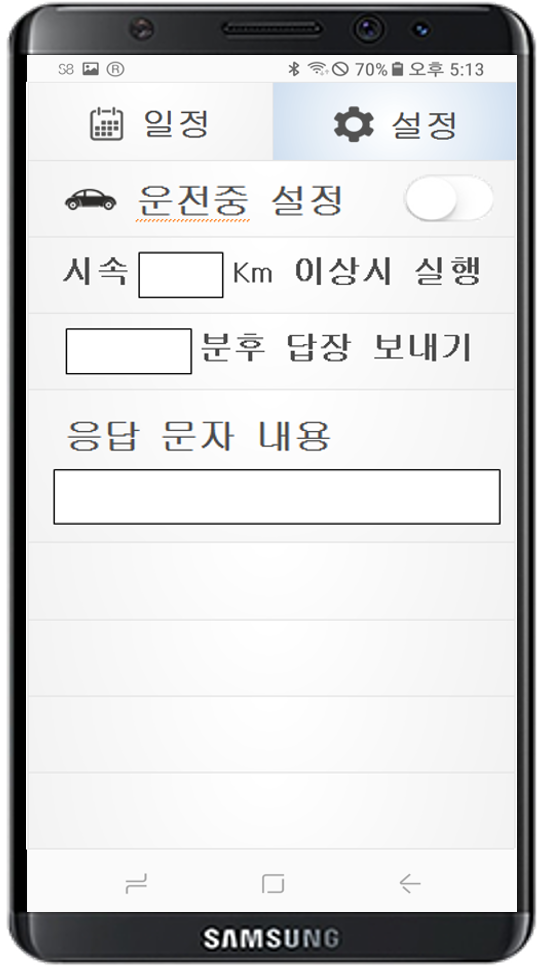 S8 Ⓡ 70% 오후 5:13
일정 설정
운전중 설정
시속 Km 이상시 실행
분후 답장 보내기
응답 문자 내용
SAMSUNG